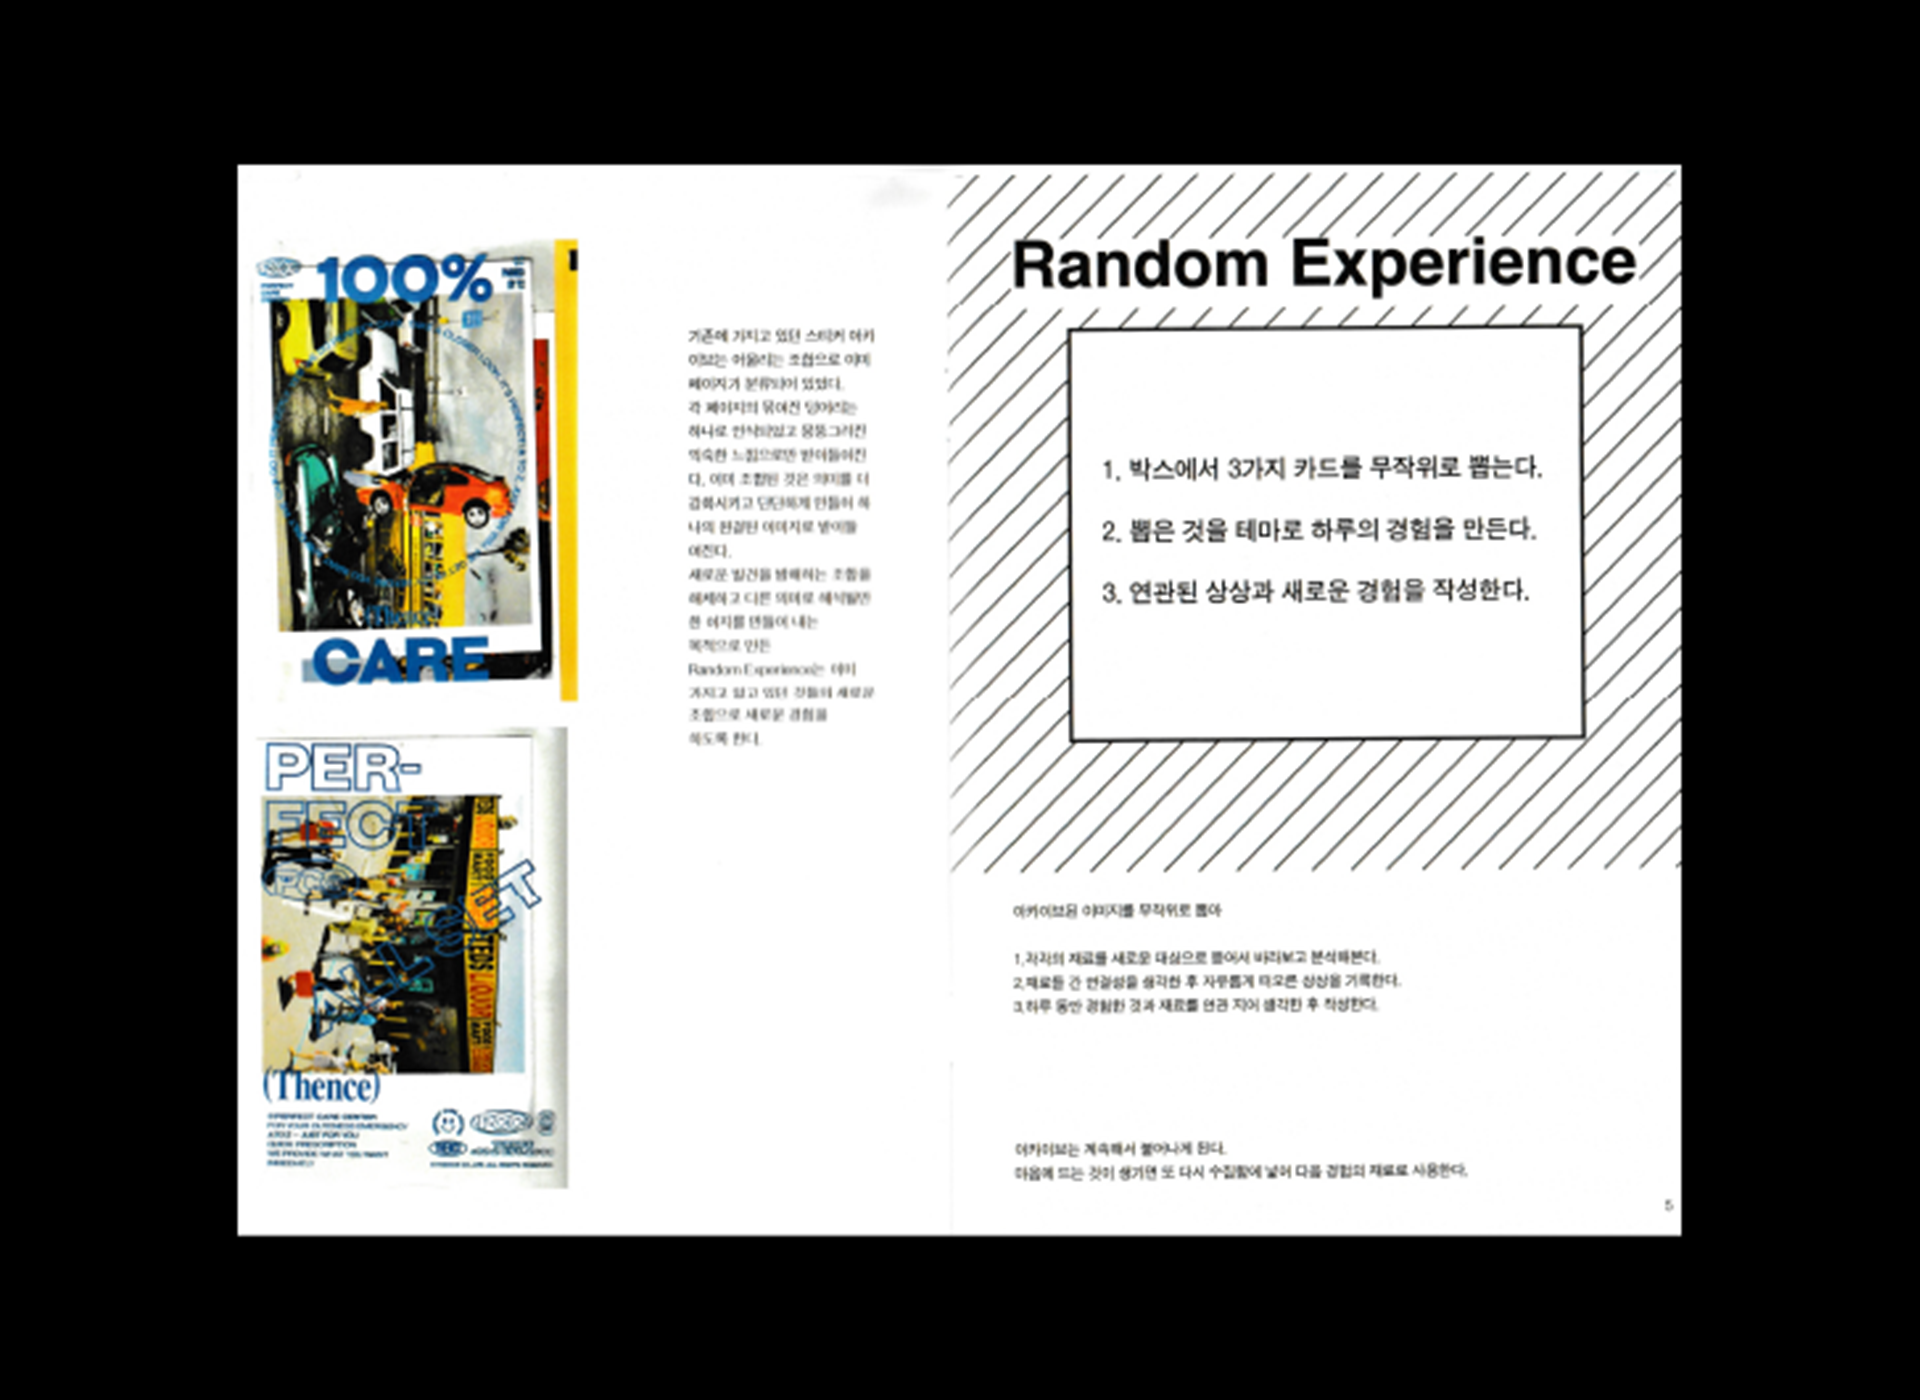 100%
CARE
PER-
FECT
ALL SET
(Thence)
기존에 가지고 있던 스티커 아카
이브는 어울리는 조합으로 이미
페이지가 분류되어 있었다.
각 페이지의 묶여진 덩어리는
하나로 인식되었고 뭉뚱그려진
익숙한 느낌으로만 받아들여진
다. 이미 조합된 것은 의미를 더
강화시키고 단단하게 만들어 하
나의 완결된 이미지로 받아들
여진다.
새로운 발견을 방해하는 조합을
해체하고 다른 의미로 해석될만
한 여지를 만들어 내는
목적으로 만든
Random Experience는 이미
가지고 알고 있던 것들의 새로운
조합으로 새로운 경험을
하도록 한다.
Random Experience
1. 박스에서 3가지 카드를 무작위로 뽑는다.
2. 뽑은 것을 테마로 하루의 경험을 만든다.
3. 연관된 상상과 새로운 경험을 작성한다.
아카이브된 이미지를 무작위로 뽑아
1.각각의 재료를 새로운 대상으로 뜯어서 바라보고 분석해본다.
2.재료들 간 연결성을 생각한 후 자유롭게 떠오른 상상을 기록한다.
3.하루 동안 경험한 것과 재료를 연관 지어 생각한 후 작성한다.
아카이브는 계속해서 불어나게 된다.
마음에 드는 것이 생기면 또 다시 수집함에 넣어 다음 경험의 재료로 사용한다.
5